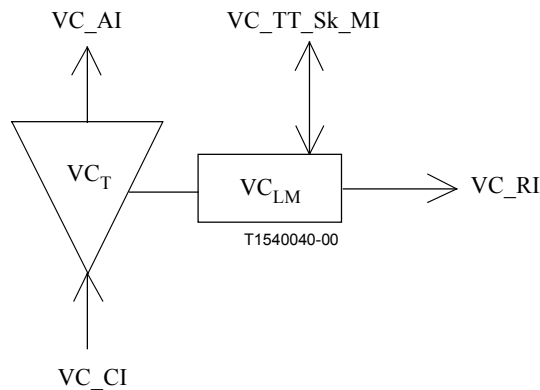 VC_AI
VC_TT_Sk_MI
VC_T
VC_LM
VC_RI
T1540040-00
VC_CI